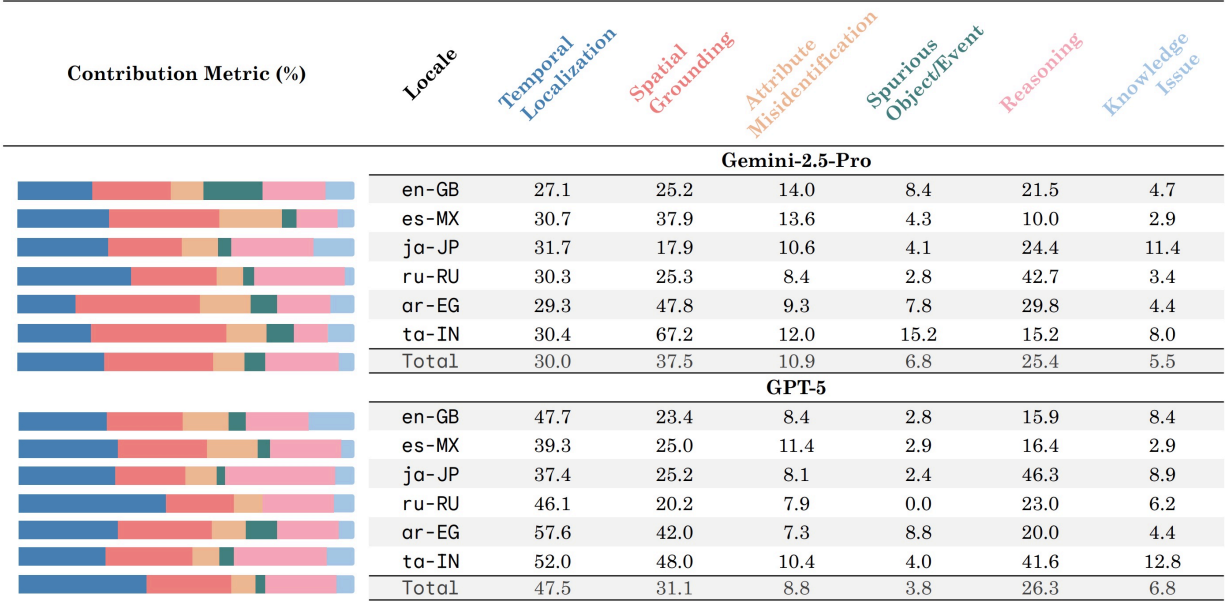 Contribution Metric (%) Locale Temporal Localization Spatial Grounding Attribute Misidentification Spurious Object/Event Reasoning Knowledge Issue
Gemini-2.5-Pro
en-GB 27.1 25.2 14.0 8.4 21.5 4.7
es-MX 30.7 37.9 13.6 4.3 10.0 2.9
ja-JP 31.7 17.9 10.6 4.1 24.4 11.4
ru-RU 30.3 25.3 8.4 2.8 42.7 3.4
ar-EG 29.3 47.8 9.3 7.8 29.8 4.4
ta-IN 30.4 67.2 12.0 15.2 15.2 8.0
Total 30.0 37.5 10.9 6.8 25.4 5.5
GPT-5
en-GB 47.7 23.4 8.4 2.8 15.9 8.4
es-MX 39.3 25.0 11.4 2.9 16.4 2.9
ja-JP 37.4 25.2 8.1 2.4 46.3 8.9
ru-RU 46.1 20.2 7.9 0.0 23.0 6.2
ar-EG 57.6 42.0 7.3 8.8 20.0 4.4
ta-IN 52.0 48.0 10.4 4.0 41.6 12.8
Total 47.5 31.1 8.8 3.8 26.3 6.8